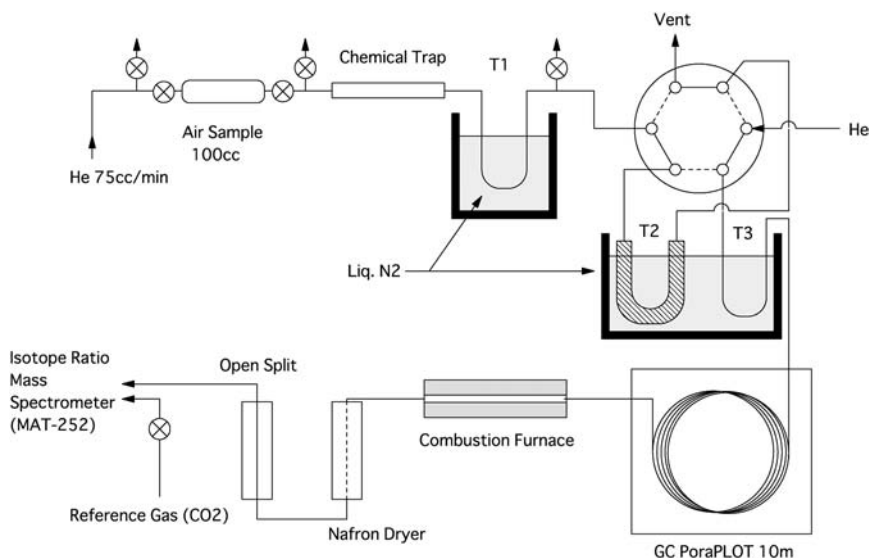 Vent
Chemical Trap
T1
Air Sample
100cc
He
He 75cc/min
T2
T3
Liq. N2
Isotope Ratio
Mass
Spectrometer
(MAT-252)
Open Split
Combustion Furnace
Reference Gas (CO2)
Nafron Dryer
GC PoraPLOT 10m